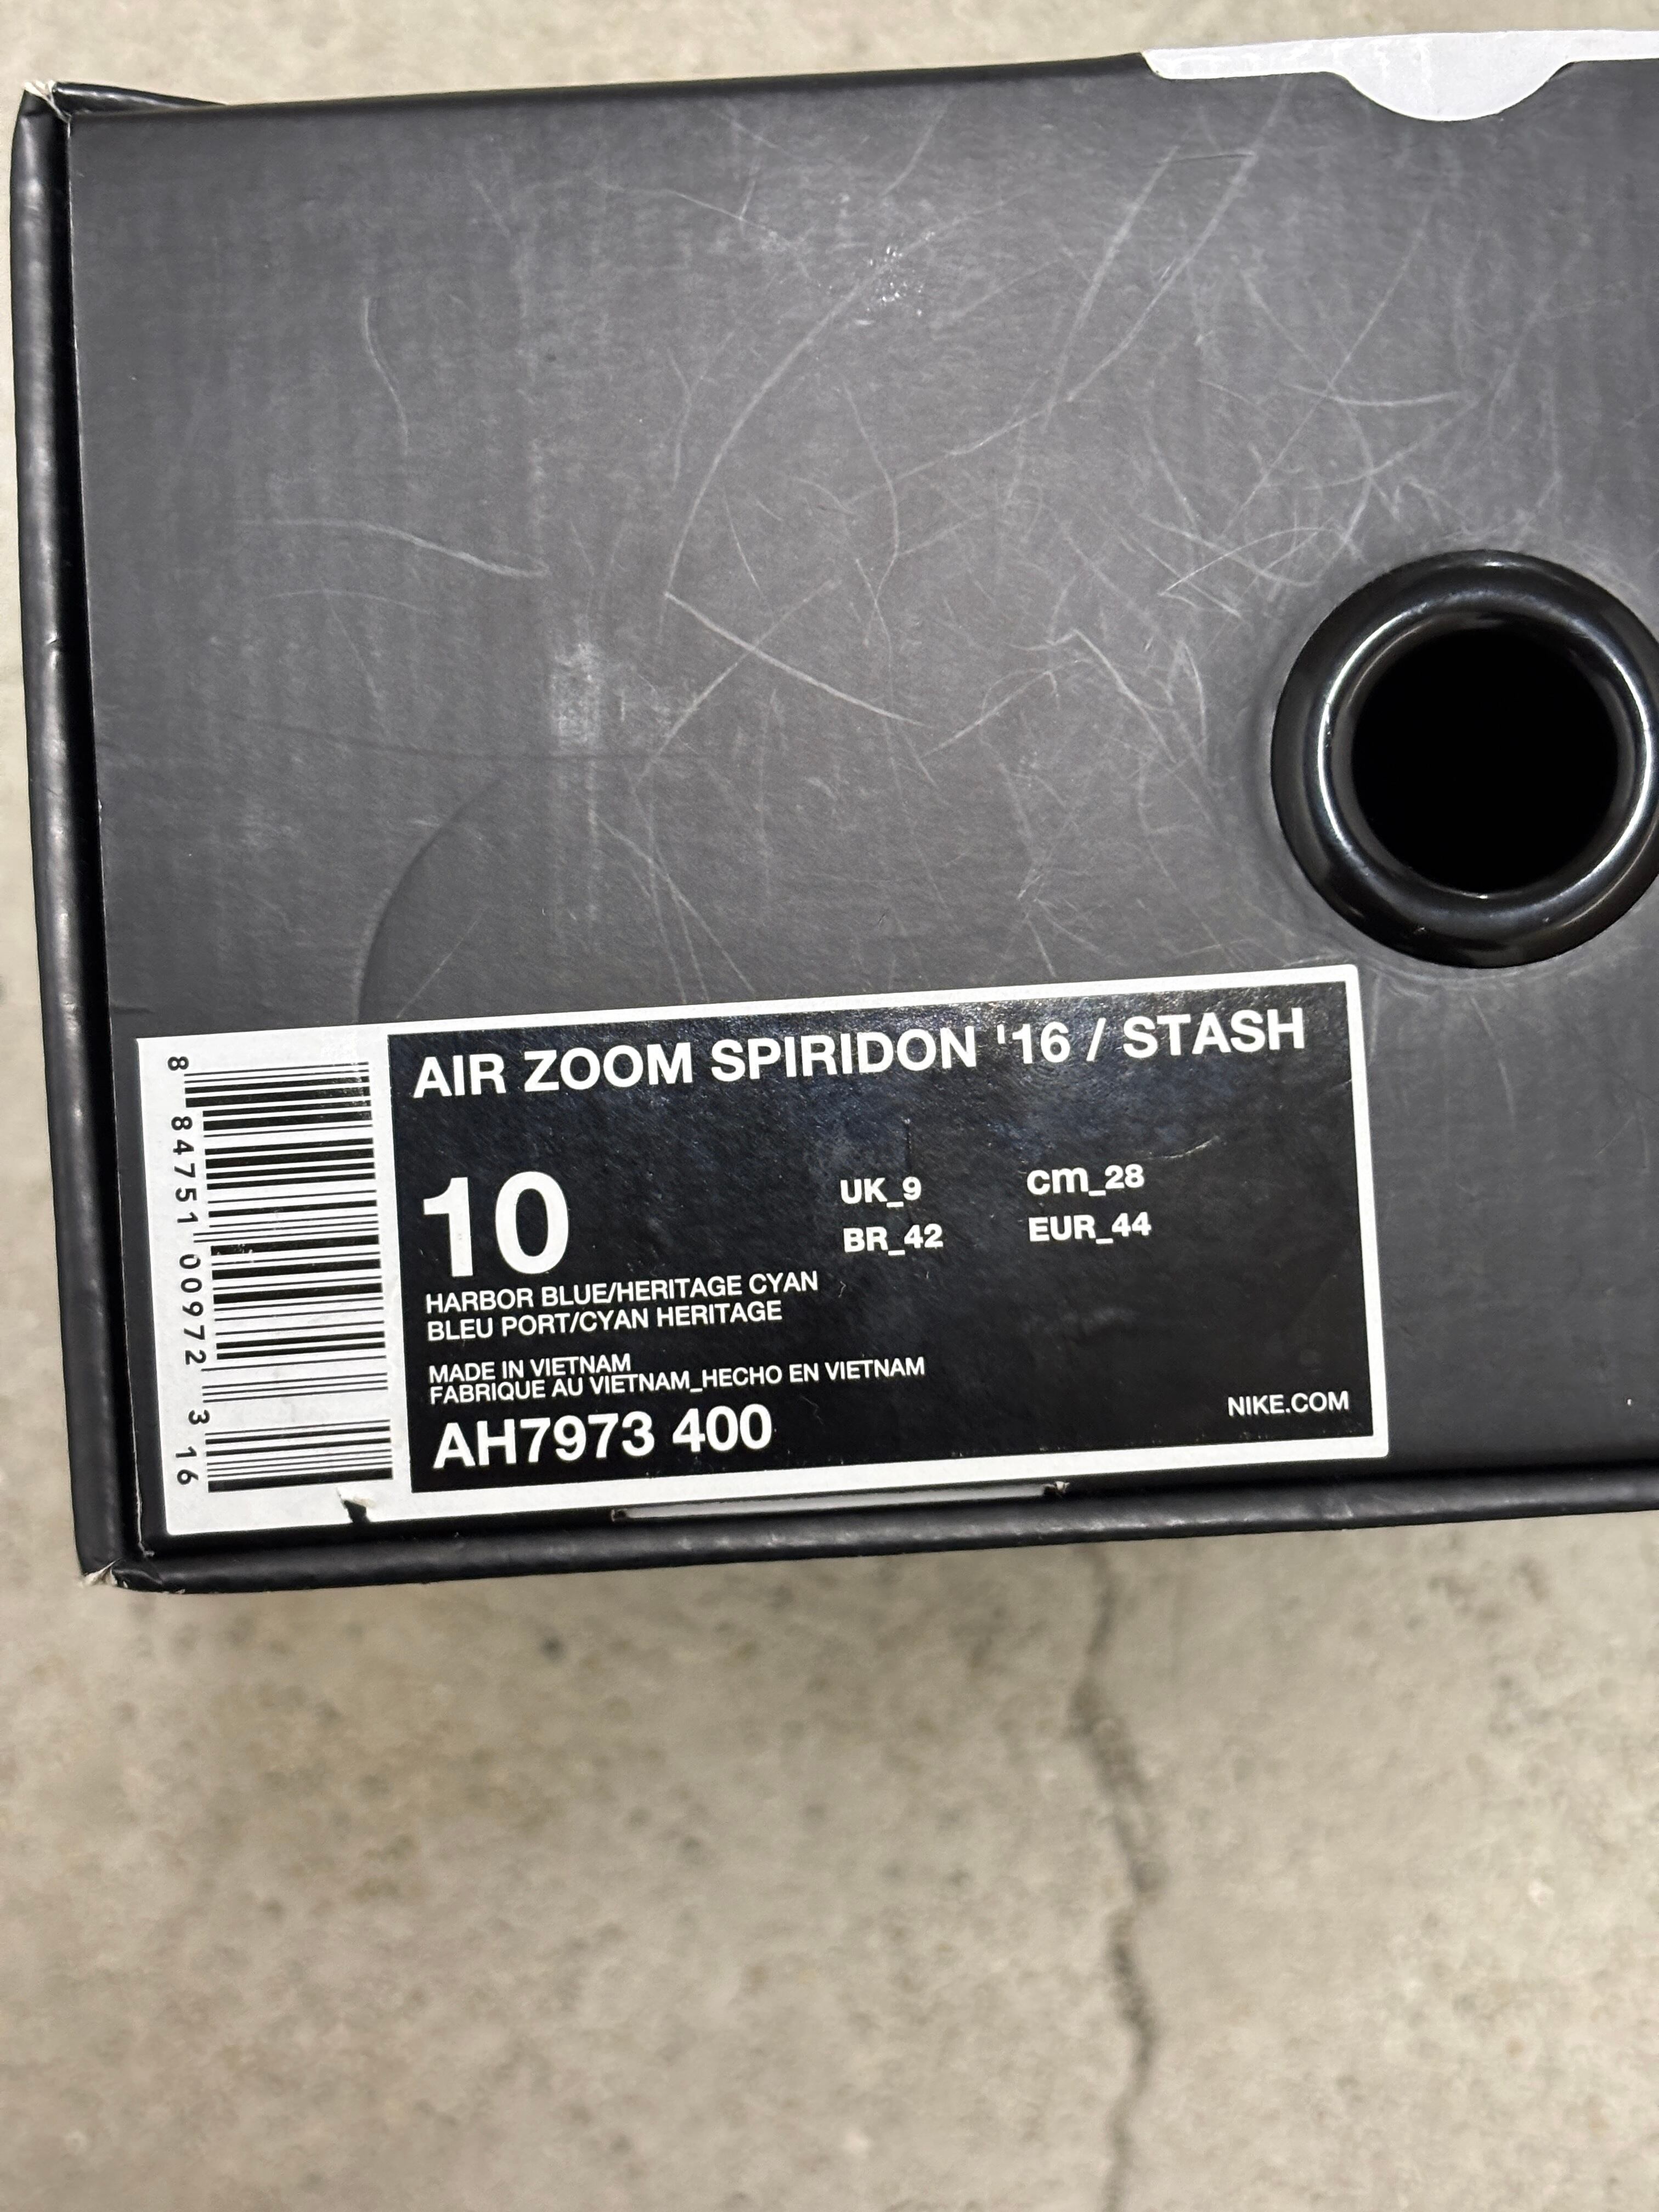 AIR ZOOM SPIRIDON '16 / STASH
10
UK_9 cm_28
BR_42 EUR_44
HARBOR BLUE/HERITAGE CYAN
BLEU PORT/CYAN HERITAGE
MADE IN VIETNAM
FABRIQUE AU VIETNAM_HECHO EN VIETNAM
AH7973 400
NIKE.COM
8 84751 00972 3 16